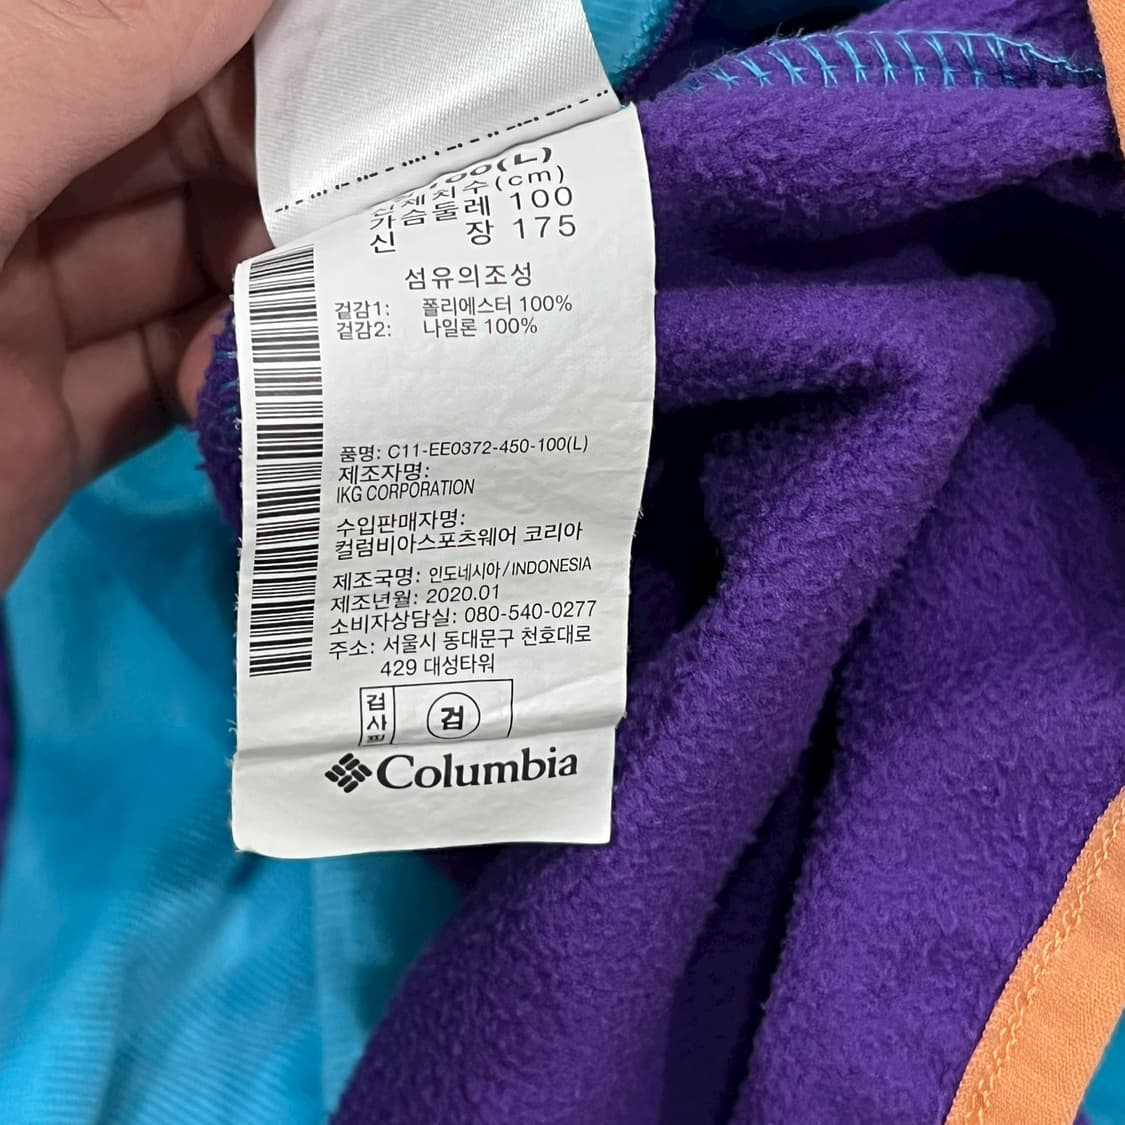 100(L)
신체치수(cm)
가슴둘레 100
신 장 175
섬유의조성
겉감1: 폴리에스터 100%
겉감2: 나일론 100%
품명: C11-EE0372-450-100(L)
제조자명:
IKG CORPORATION
수입판매자명:
컬럼비아스포츠웨어 코리아
제조국명: 인도네시아/INDONESIA
제조년월: 2020.01
소비자상담실: 080-540-0277
주소: 서울시 동대문구 천호대로
429 대성타워
검사필
검
Columbia